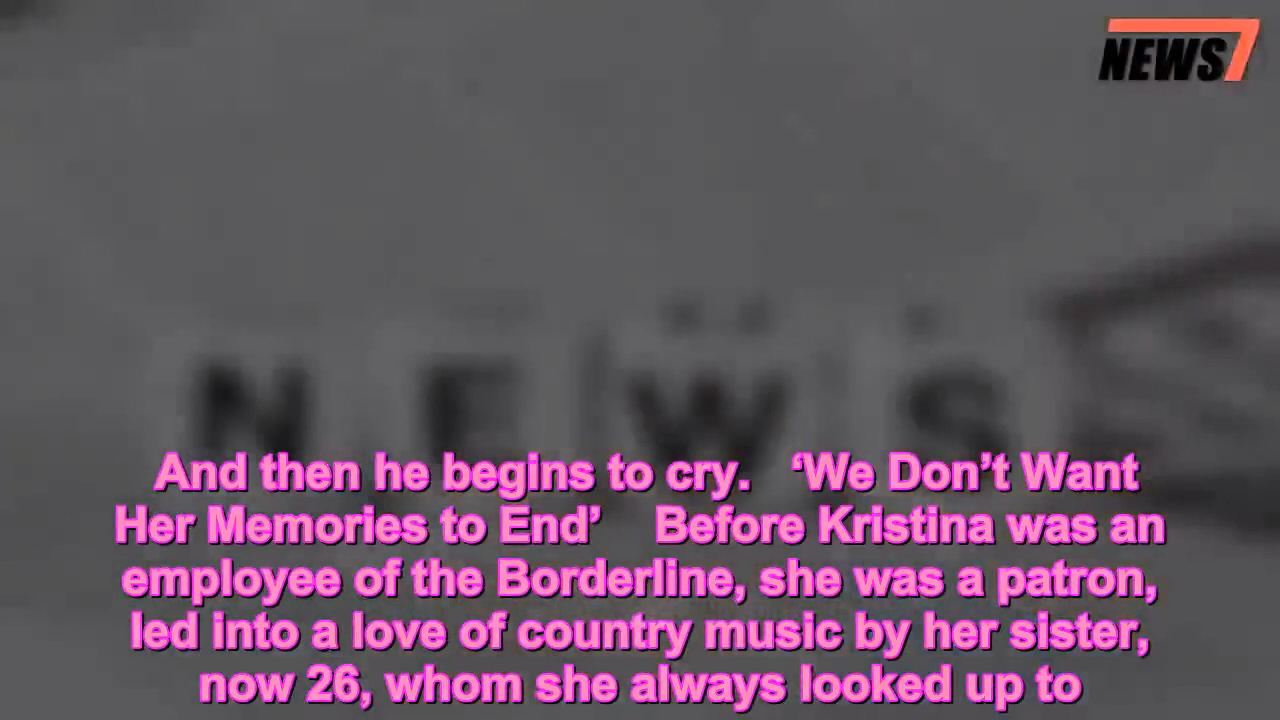 NEWS7
NEWS
And then he begins to cry. ‘We Don’t Want
Her Memories to End’ Before Kristina was an
employee of the Borderline, she was a patron,
led into a love of country music by her sister,
now 26, whom she always looked up to